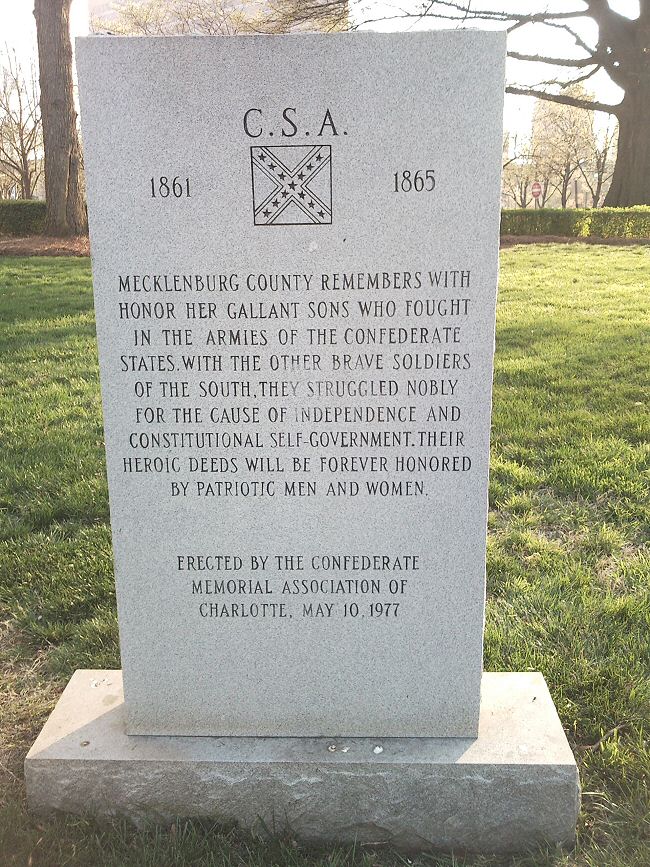 C.S.A.
1861 1865
MECKLENBURG COUNTY REMEMBERS WITH
HONOR HER GALLANT SONS WHO FOUGHT
IN THE ARMIES OF THE CONFEDERATE
STATES. WITH THE OTHER BRAVE SOLDIERS
OF THE SOUTH, THEY STRUGGLED NOBLY
FOR THE CAUSE OF INDEPENDENCE AND
CONSTITUTIONAL SELF-GOVERNMENT. THEIR
HEROIC DEEDS WILL BE FOREVER HONORED
BY PATRIOTIC MEN AND WOMEN.
ERECTED BY THE CONFEDERATE
MEMORIAL ASSOCIATION OF
CHARLOTTE, MAY 10, 1977